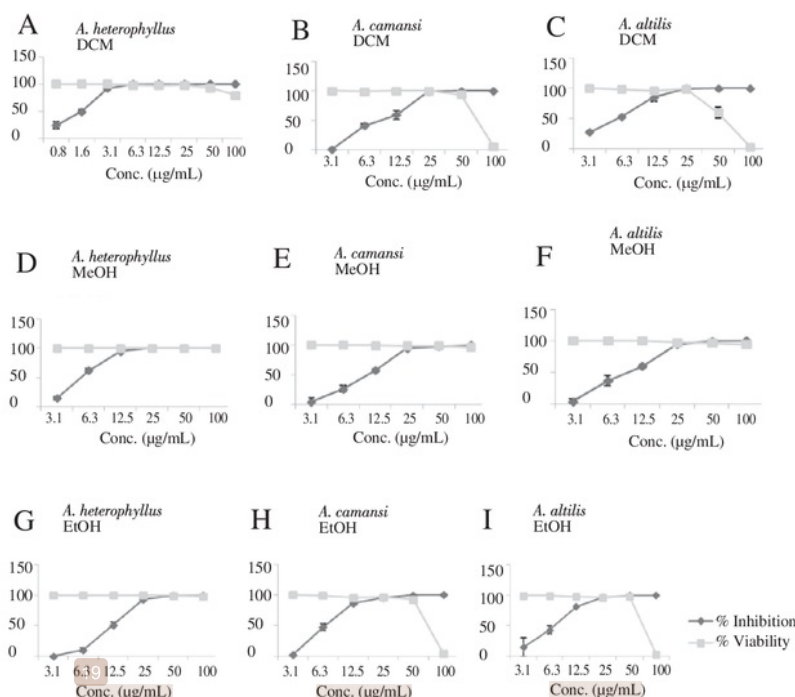 A
A. heterophyllus
DCM
150
100
50
0
0.8 1.6 3.1 6.3 12.5 25 50 100
Conc. (μg/mL)
B
A. camansi
DCM
150
100
50
0
3.1 6.3 12.5 25 50 100
Conc. (μg/mL)
C
A. altilis
DCM
150
100
50
0
3.1 6.3 12.5 25 50 100
Conc. (μg/mL)
D
A. heterophyllus
MeOH
150
100
50
0
3.1 6.3 12.5 25 50 100
Conc. (μg/mL)
E
A. camansi
MeOH
150
100
50
0
3.1 6.3 12.5 25 50 100
Conc. (μg/mL)
F
A. altilis
MeOH
150
100
50
0
3.1 6.3 12.5 25 50 100
Conc. (μg/mL)
G
A. heterophyllus
EtOH
150
100
50
0
3.1 6.3 12.5 25 50 100
39
Conc. (μg/mL)
H
A. camansi
EtOH
150
100
50
0
3.1 6.3 12.5 25 50 100
Conc. (μg/mL)
I
A. altilis
EtOH
150
100
50
0
3.1 6.3 12.5 25 50 100
Conc. (μg/mL)
% Inhibition
% Viability